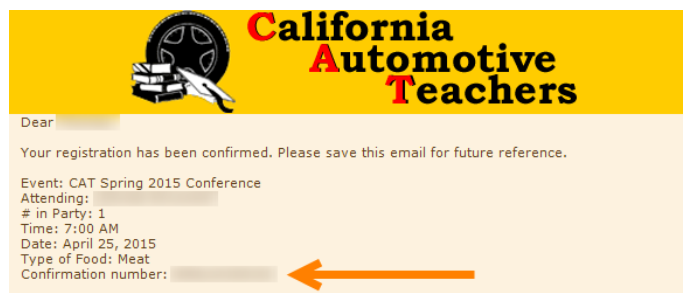 California
Automotive
Teachers
Dear
Your registration has been confirmed. Please save this email for future reference.
Event: CAT Spring 2015 Conference
Attending:
# in Party: 1
Time: 7:00 AM
Date: April 25, 2015
Type of Food: Meat
Confirmation number: